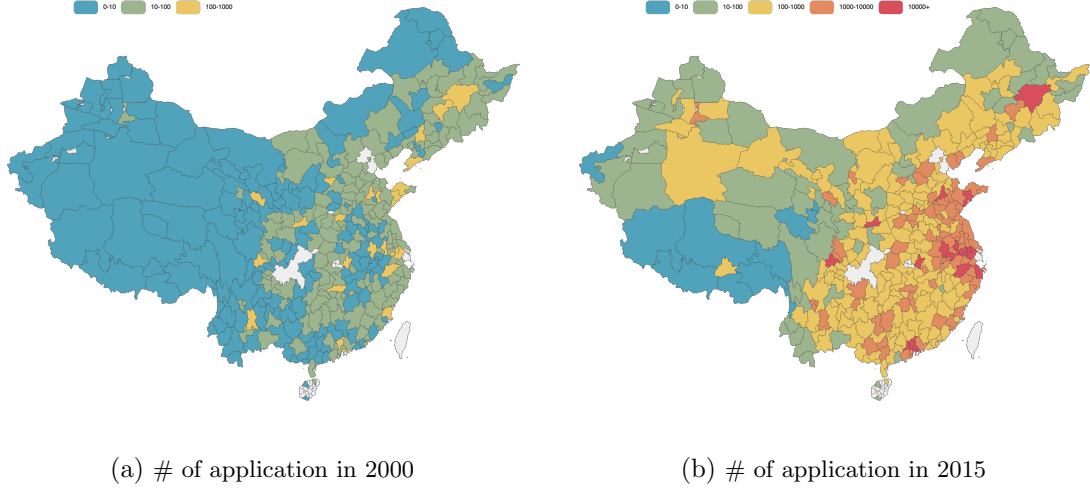 0-10 10-100 100-1000
0-10 10-100 100-1000 1000-10000 10000+
(a) # of application in 2000
(b) # of application in 2015